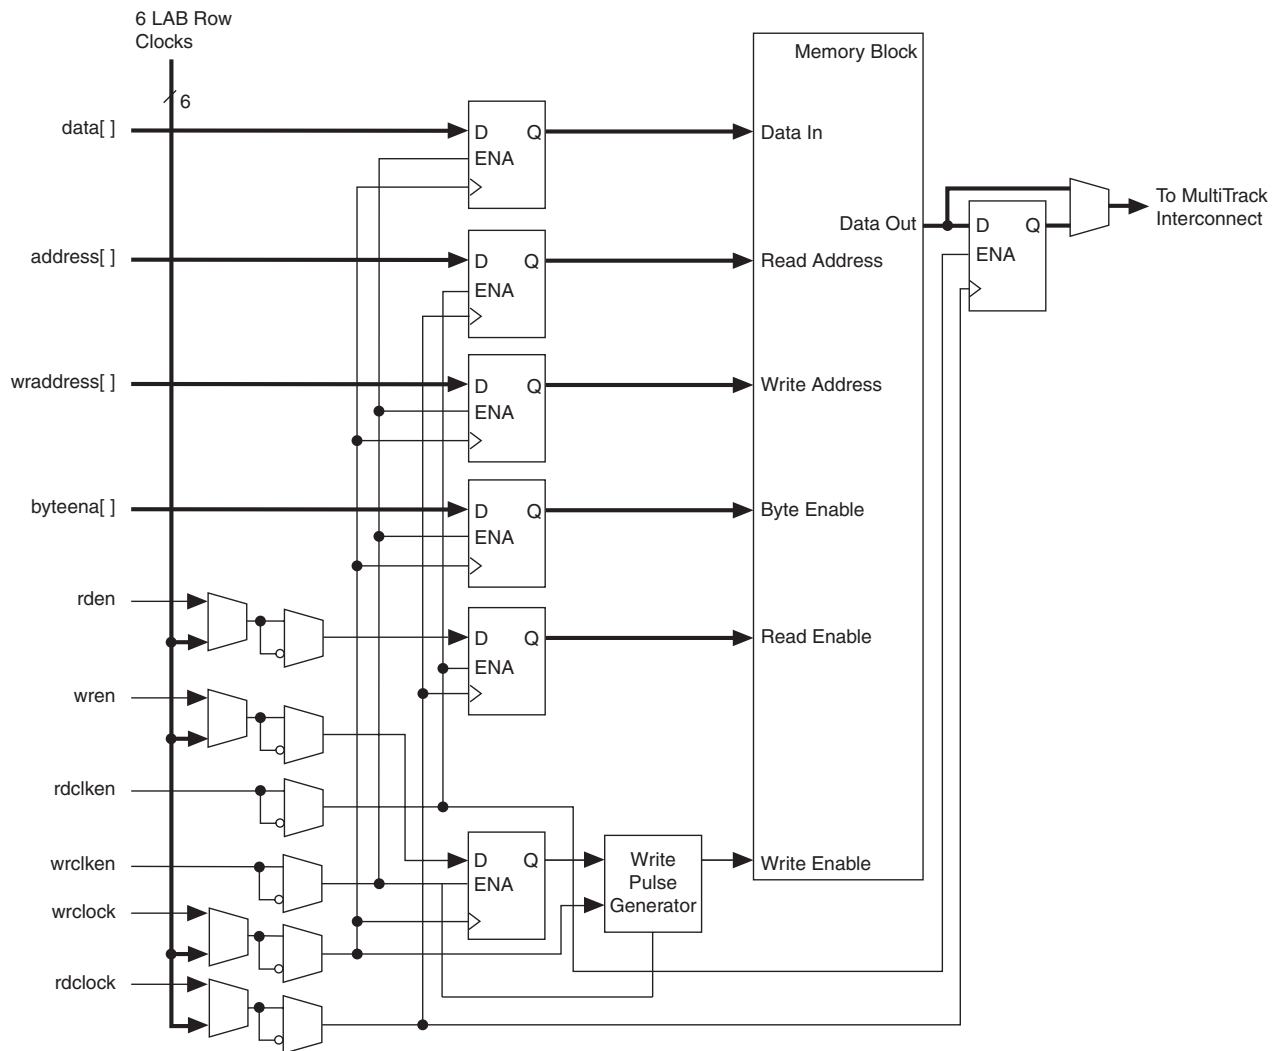 6 LAB Row
Clocks
Memory Block
6
data[ ]
D Q
Data In
ENA
To MultiTrack
Interconnect
Data Out
D Q
ENA
address[ ]
D Q
Read Address
ENA
wraddress[ ]
D Q
Write Address
ENA
byteena[ ]
D Q
Byte Enable
ENA
rden
D Q
Read Enable
ENA
wren
rdclken
wrclken
D Q
ENA
Write
Pulse
Generator
Write Enable
wrclock
rdclock